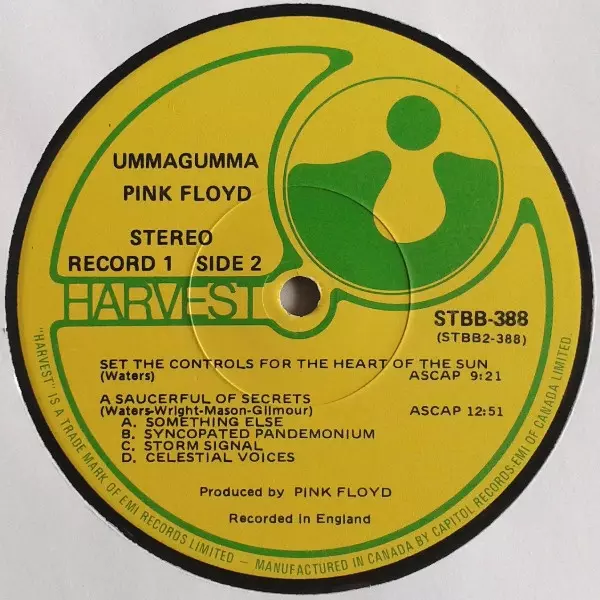 UMMAGUMMA
PINK FLOYD
STEREO
RECORD 1 SIDE 2
HARVEST
STBB-388
(STBB2-388)
SET THE CONTROLS FOR THE HEART OF THE SUN
(Waters) ASCAP 9:21
A SAUCERFUL OF SECRETS
(Waters-Wright-Mason-Gilmour) ASCAP 12:51
A. SOMETHING ELSE
B. SYNCOPATED PANDEMONIUM
C. STORM SIGNAL
D. CELESTIAL VOICES
Produced by PINK FLOYD
Recorded in England
"HARVEST" IS A TRADE MARK OF EMI RECORDS LIMITED – MANUFACTURED IN CANADA BY CAPITOL RECORDS-EMI OF CANADA LIMITED.